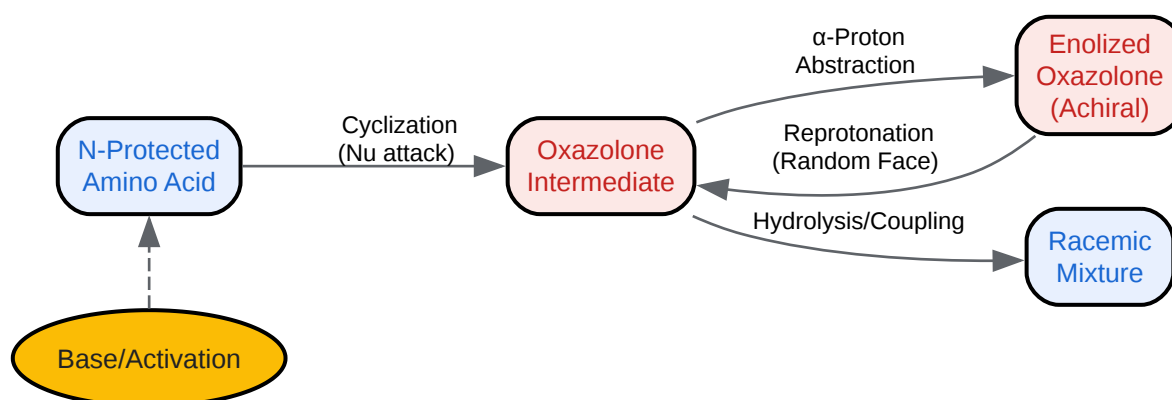 α-Proton
Abstraction
Enolized
Oxazolone
(Achiral)
Cyclization
(Nu attack)
N-Protected
Amino Acid
Oxazolone
Intermediate
Reprotonation
(Random Face)
Hydrolysis/Coupling
Racemic
Mixture
Base/Activation